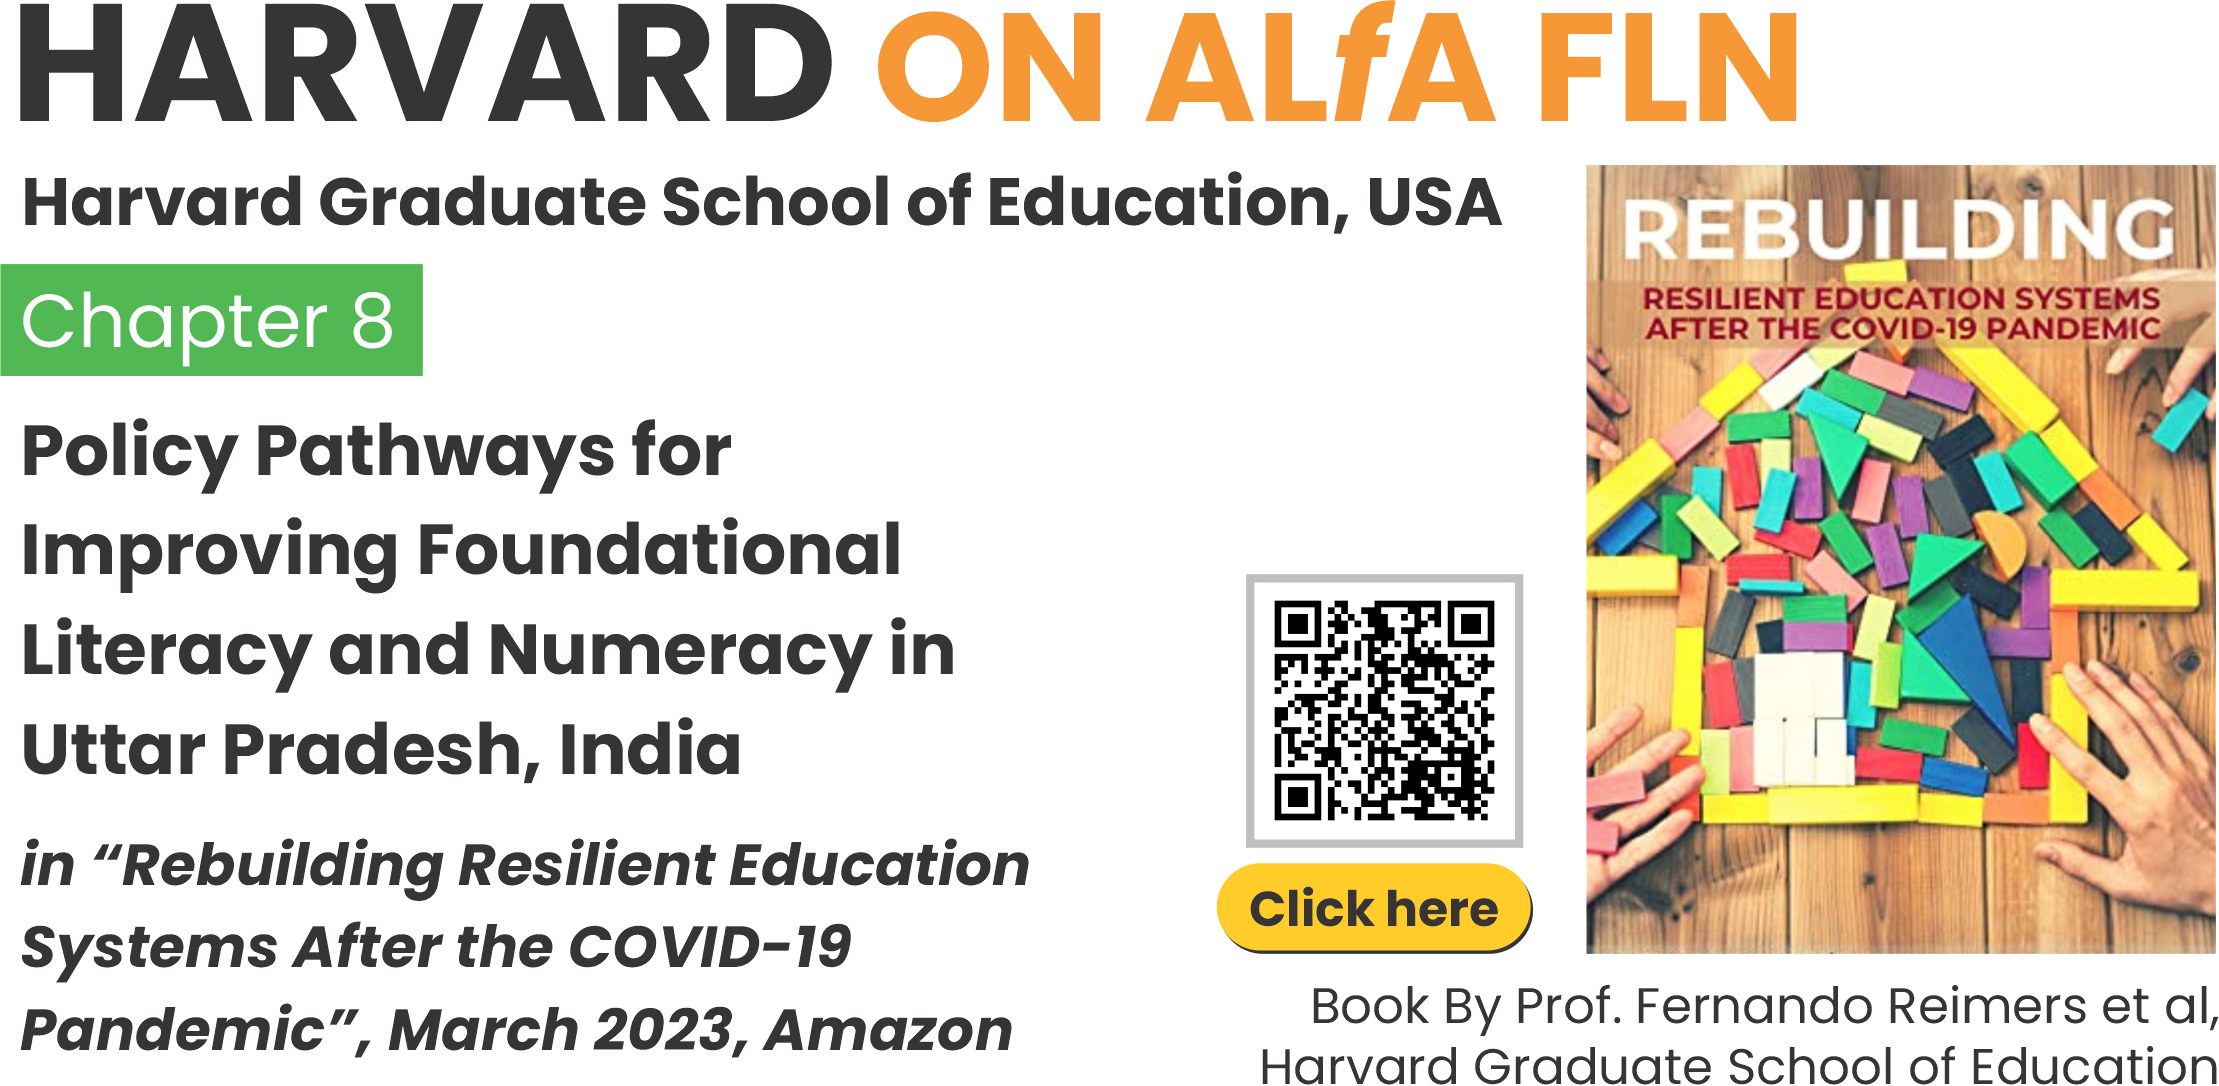 HARVARD ON ALfA FLN
Harvard Graduate School of Education, USA
Chapter 8
Policy Pathways for
Improving Foundational
Literacy and Numeracy in
Uttar Pradesh, India
in “Rebuilding Resilient Education
Systems After the COVID-19
Pandemic”, March 2023, Amazon
Click here
REBUILDING
RESILIENT EDUCATION SYSTEMS
AFTER THE COVID-19 PANDEMIC
Book By Prof. Fernando Reimers et al,
Harvard Graduate School of Education